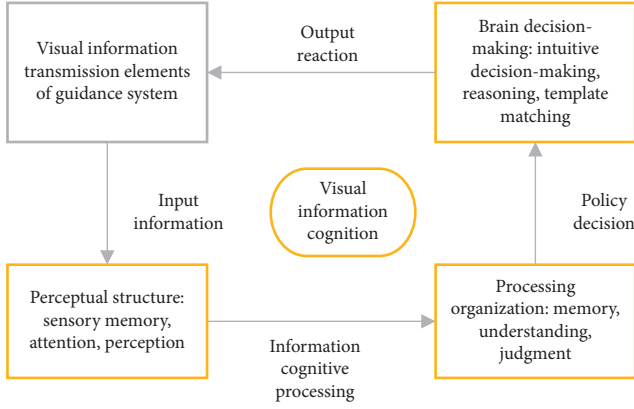 Visual information
transmission elements
of guidance system
Output
reaction
Brain decision-
making: intuitive
decision-making,
reasoning, template
matching
Input
information
Visual
information
cognition
Policy
decision
Perceptual structure:
sensory memory,
attention, perception
Information
cognitive
processing
Processing
organization: memory,
understanding,
judgment